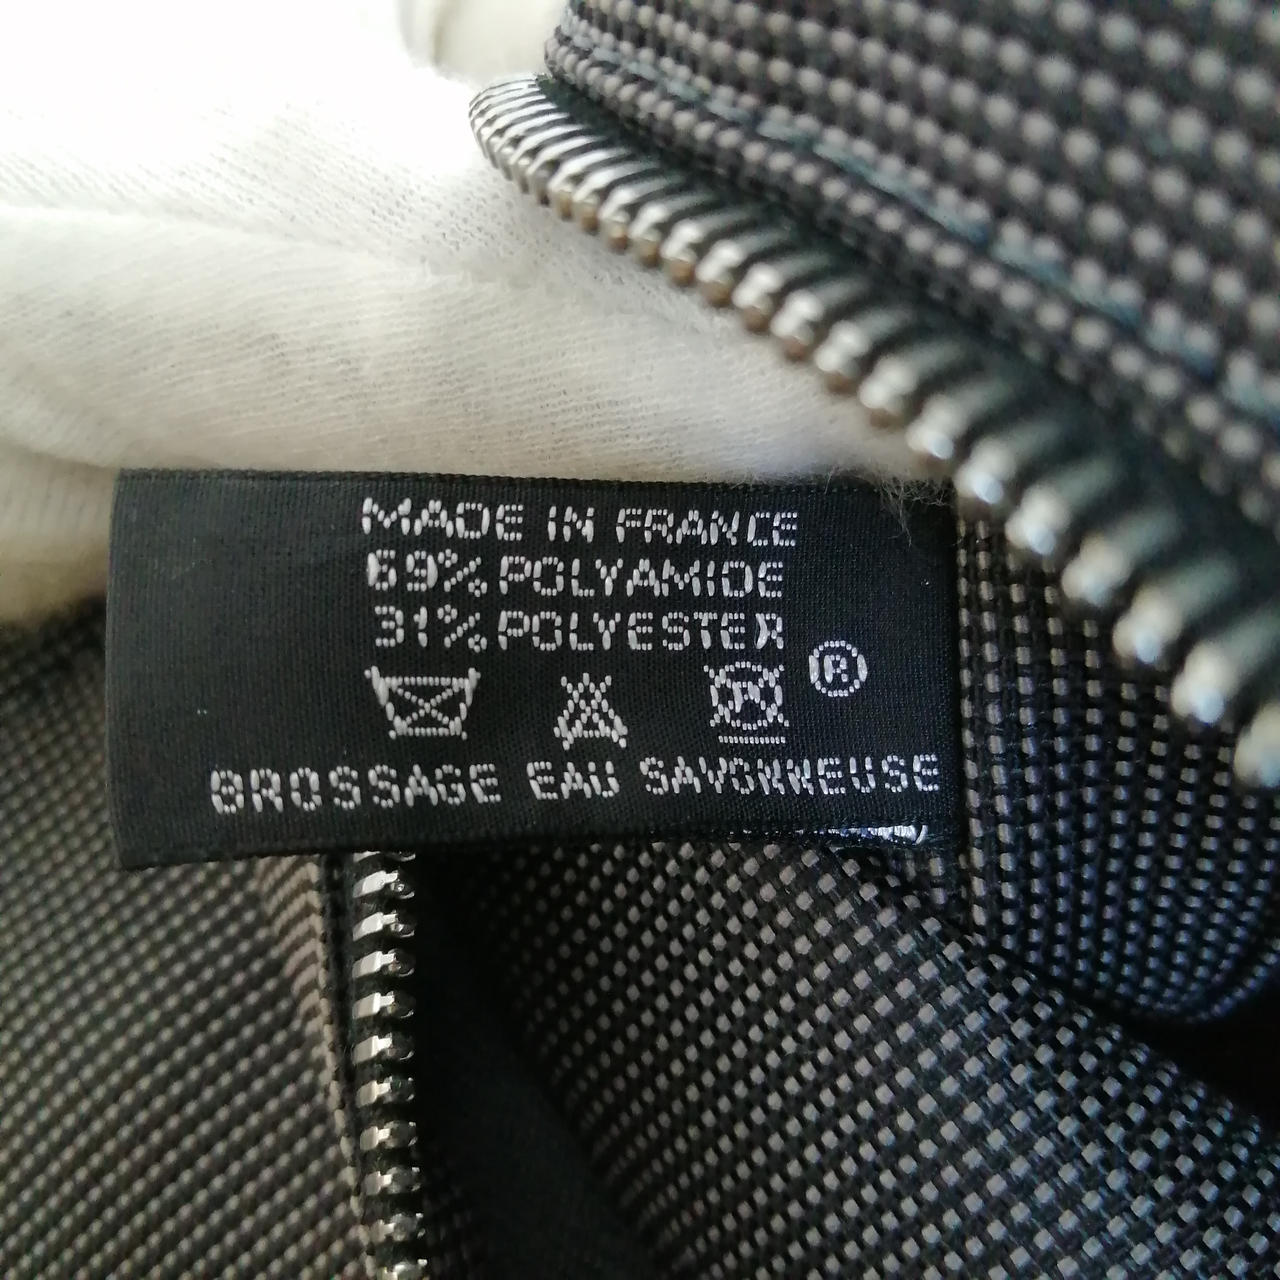 MADE IN FRANCE
69% POLYAMIDE
31% POLYESTER
®
BROSSAGE EAU SAVONNEUSE